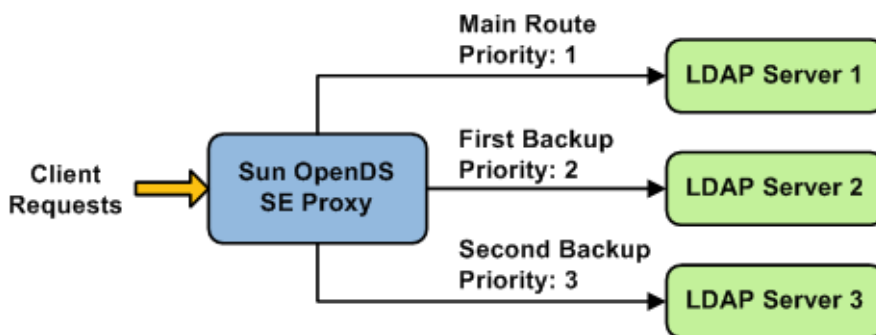 Main Route
Priority: 1
LDAP Server 1
Client
Requests
Sun OpenDS
SE Proxy
First Backup
Priority: 2
LDAP Server 2
Second Backup
Priority: 3
LDAP Server 3